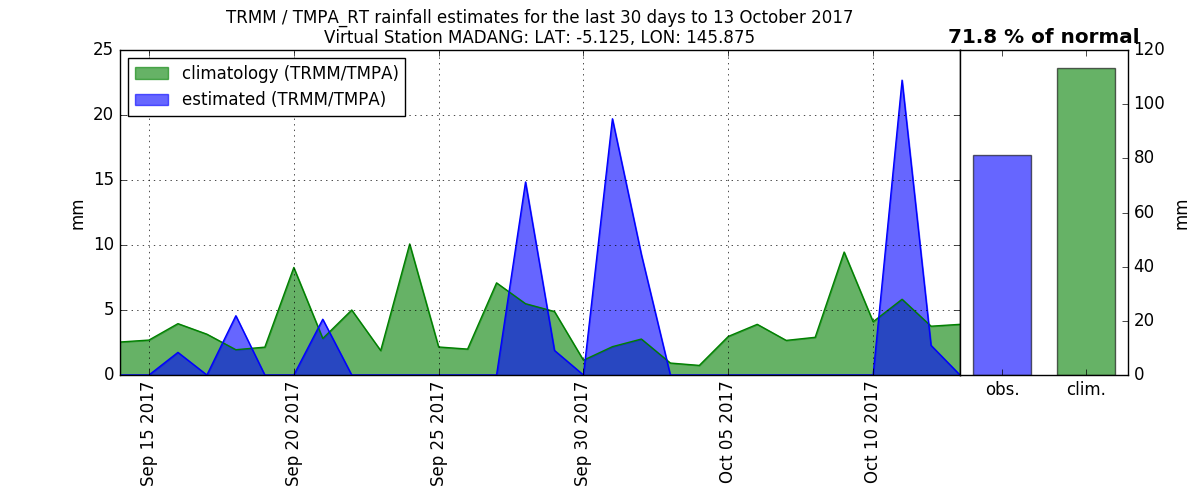 TRMM / TMPA_RT rainfall estimates for the last 30 days to 13 October 2017
Virtual Station MADANG: LAT: -5.125, LON: 145.875
71.8 % of normal
climatology (TRMM/TMPA)
estimated (TRMM/TMPA)
25
20
15
10
5
0
mm
Sep 15 2017
Sep 20 2017
Sep 25 2017
Sep 30 2017
Oct 05 2017
Oct 10 2017
obs.
clim.
120
100
80
60
40
20
0
mm